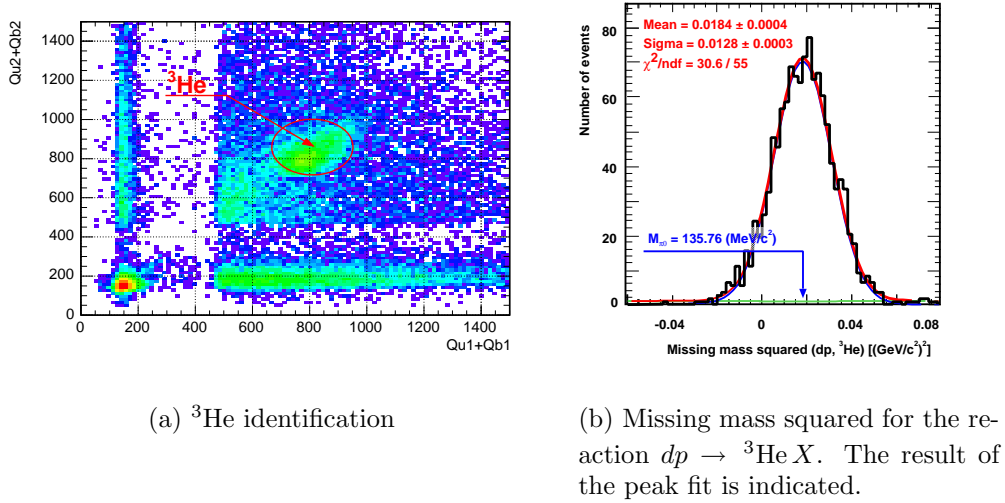 Qu2+Qb2
1400
1200
1000
800
600
400
200
0
³He
0 200 400 600 800 1000 1200 1400
Qu1+Qb1
(a) ³He identification
Number of events
80
60
40
20
0
Mean = 0.0184 ± 0.0004
Sigma = 0.0128 ± 0.0003
χ²/ndf = 30.6 / 55
M_π0 = 135.76 (MeV/c²)
-0.04 0 0.04 0.08
Missing mass squared (dp, ³He) [(GeV/c²)²]
(b) Missing mass squared for the re-
action dp → ³He X. The result of
the peak fit is indicated.